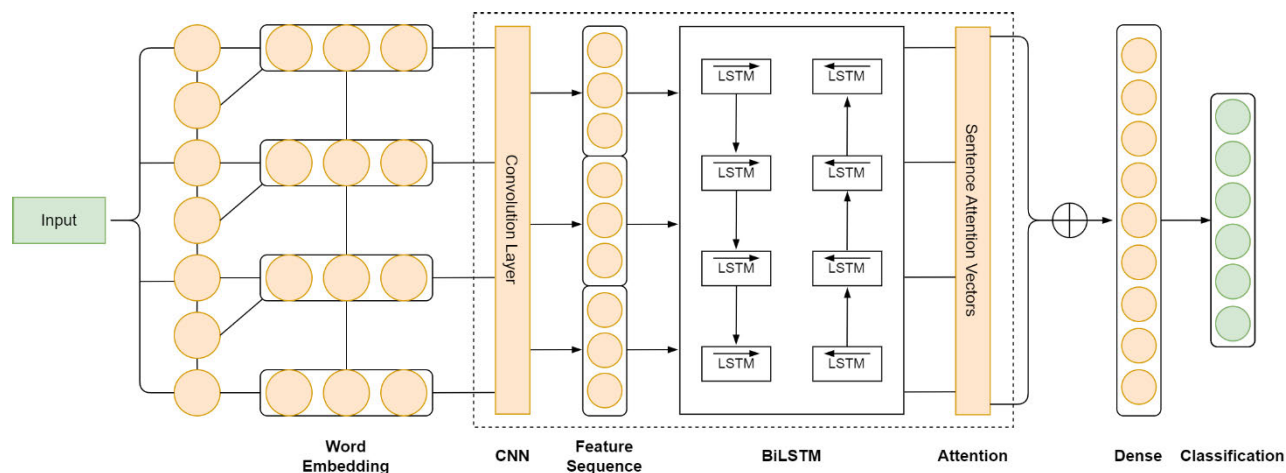 Input
Convolution Layer
LSTM
LSTM
LSTM
LSTM
LSTM
LSTM
LSTM
LSTM
Sentence Attention Vectors
Word
Embedding
CNN
Feature
Sequence
BiLSTM
Attention
Dense
Classification